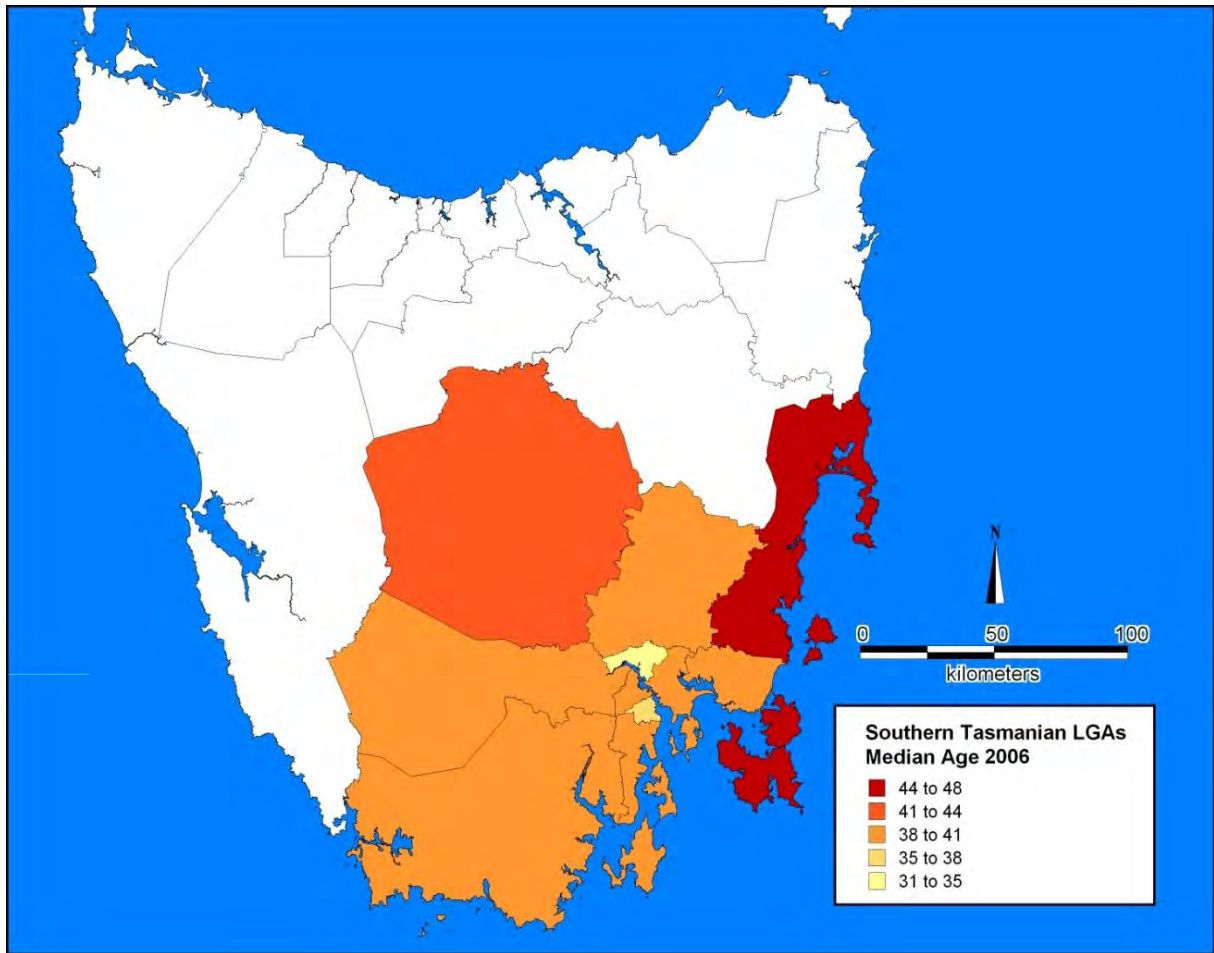 N
0 50 100
kilometers
Southern Tasmanian LGAs
Median Age 2006
44 to 48
41 to 44
38 to 41
35 to 38
31 to 35